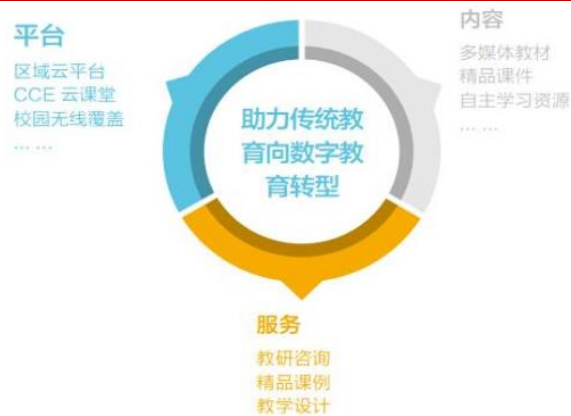 平台
区域云平台
CCE 云课堂
校园无线覆盖
... ...
内容
多媒体教材
精品课件
自主学习资源
... ...
助力传统教
育向数字教
育转型
服务
教研咨询
精品课例
教学设计